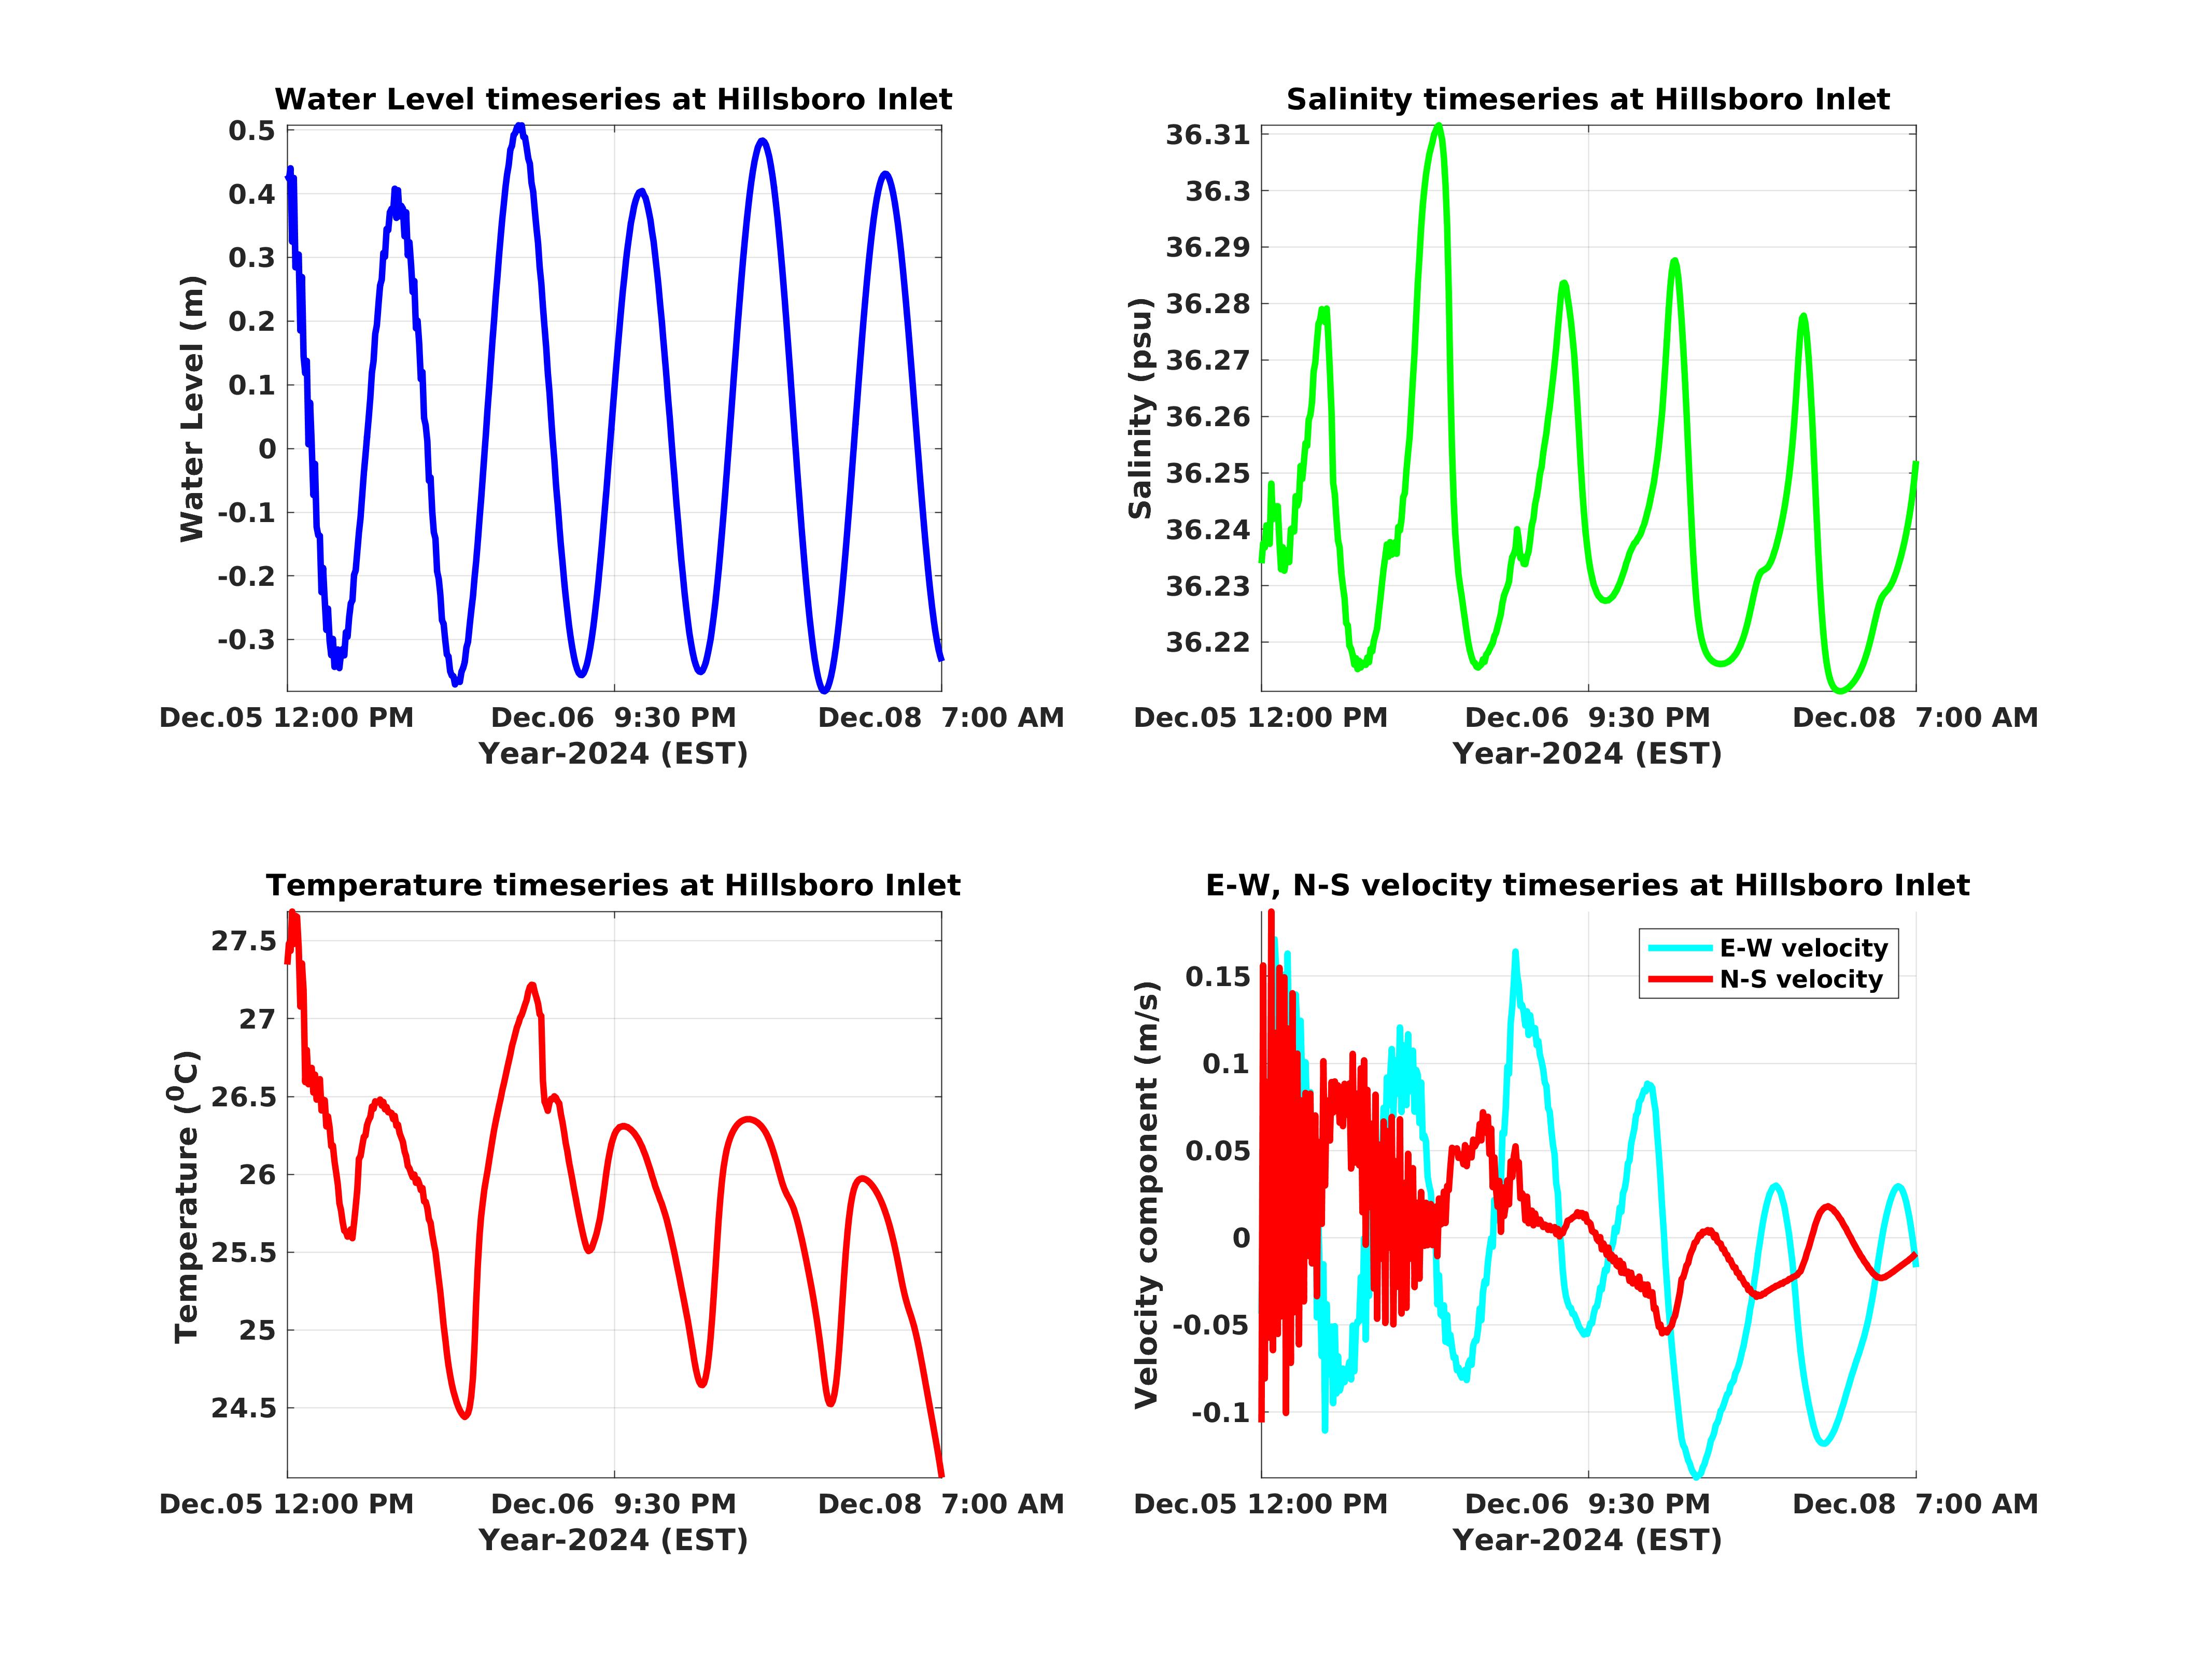 Water Level timeseries at Hillsboro Inlet
Water Level (m)
0.5
0.4
0.3
0.2
0.1
0
-0.1
-0.2
-0.3
Dec.05 12:00 PM
Dec.06 9:30 PM
Dec.08 7:00 AM
Year-2024 (EST)
Salinity timeseries at Hillsboro Inlet
Salinity (psu)
36.31
36.3
36.29
36.28
36.27
36.26
36.25
36.24
36.23
36.22
Dec.05 12:00 PM
Dec.06 9:30 PM
Dec.08 7:00 AM
Year-2024 (EST)
Temperature timeseries at Hillsboro Inlet
Temperature (⁰C)
27.5
27
26.5
26
25.5
25
24.5
Dec.05 12:00 PM
Dec.06 9:30 PM
Dec.08 7:00 AM
Year-2024 (EST)
E-W, N-S velocity timeseries at Hillsboro Inlet
Velocity component (m/s)
0.15
0.1
0.05
0
-0.05
-0.1
E-W velocity
N-S velocity
Dec.05 12:00 PM
Dec.06 9:30 PM
Dec.08 7:00 AM
Year-2024 (EST)